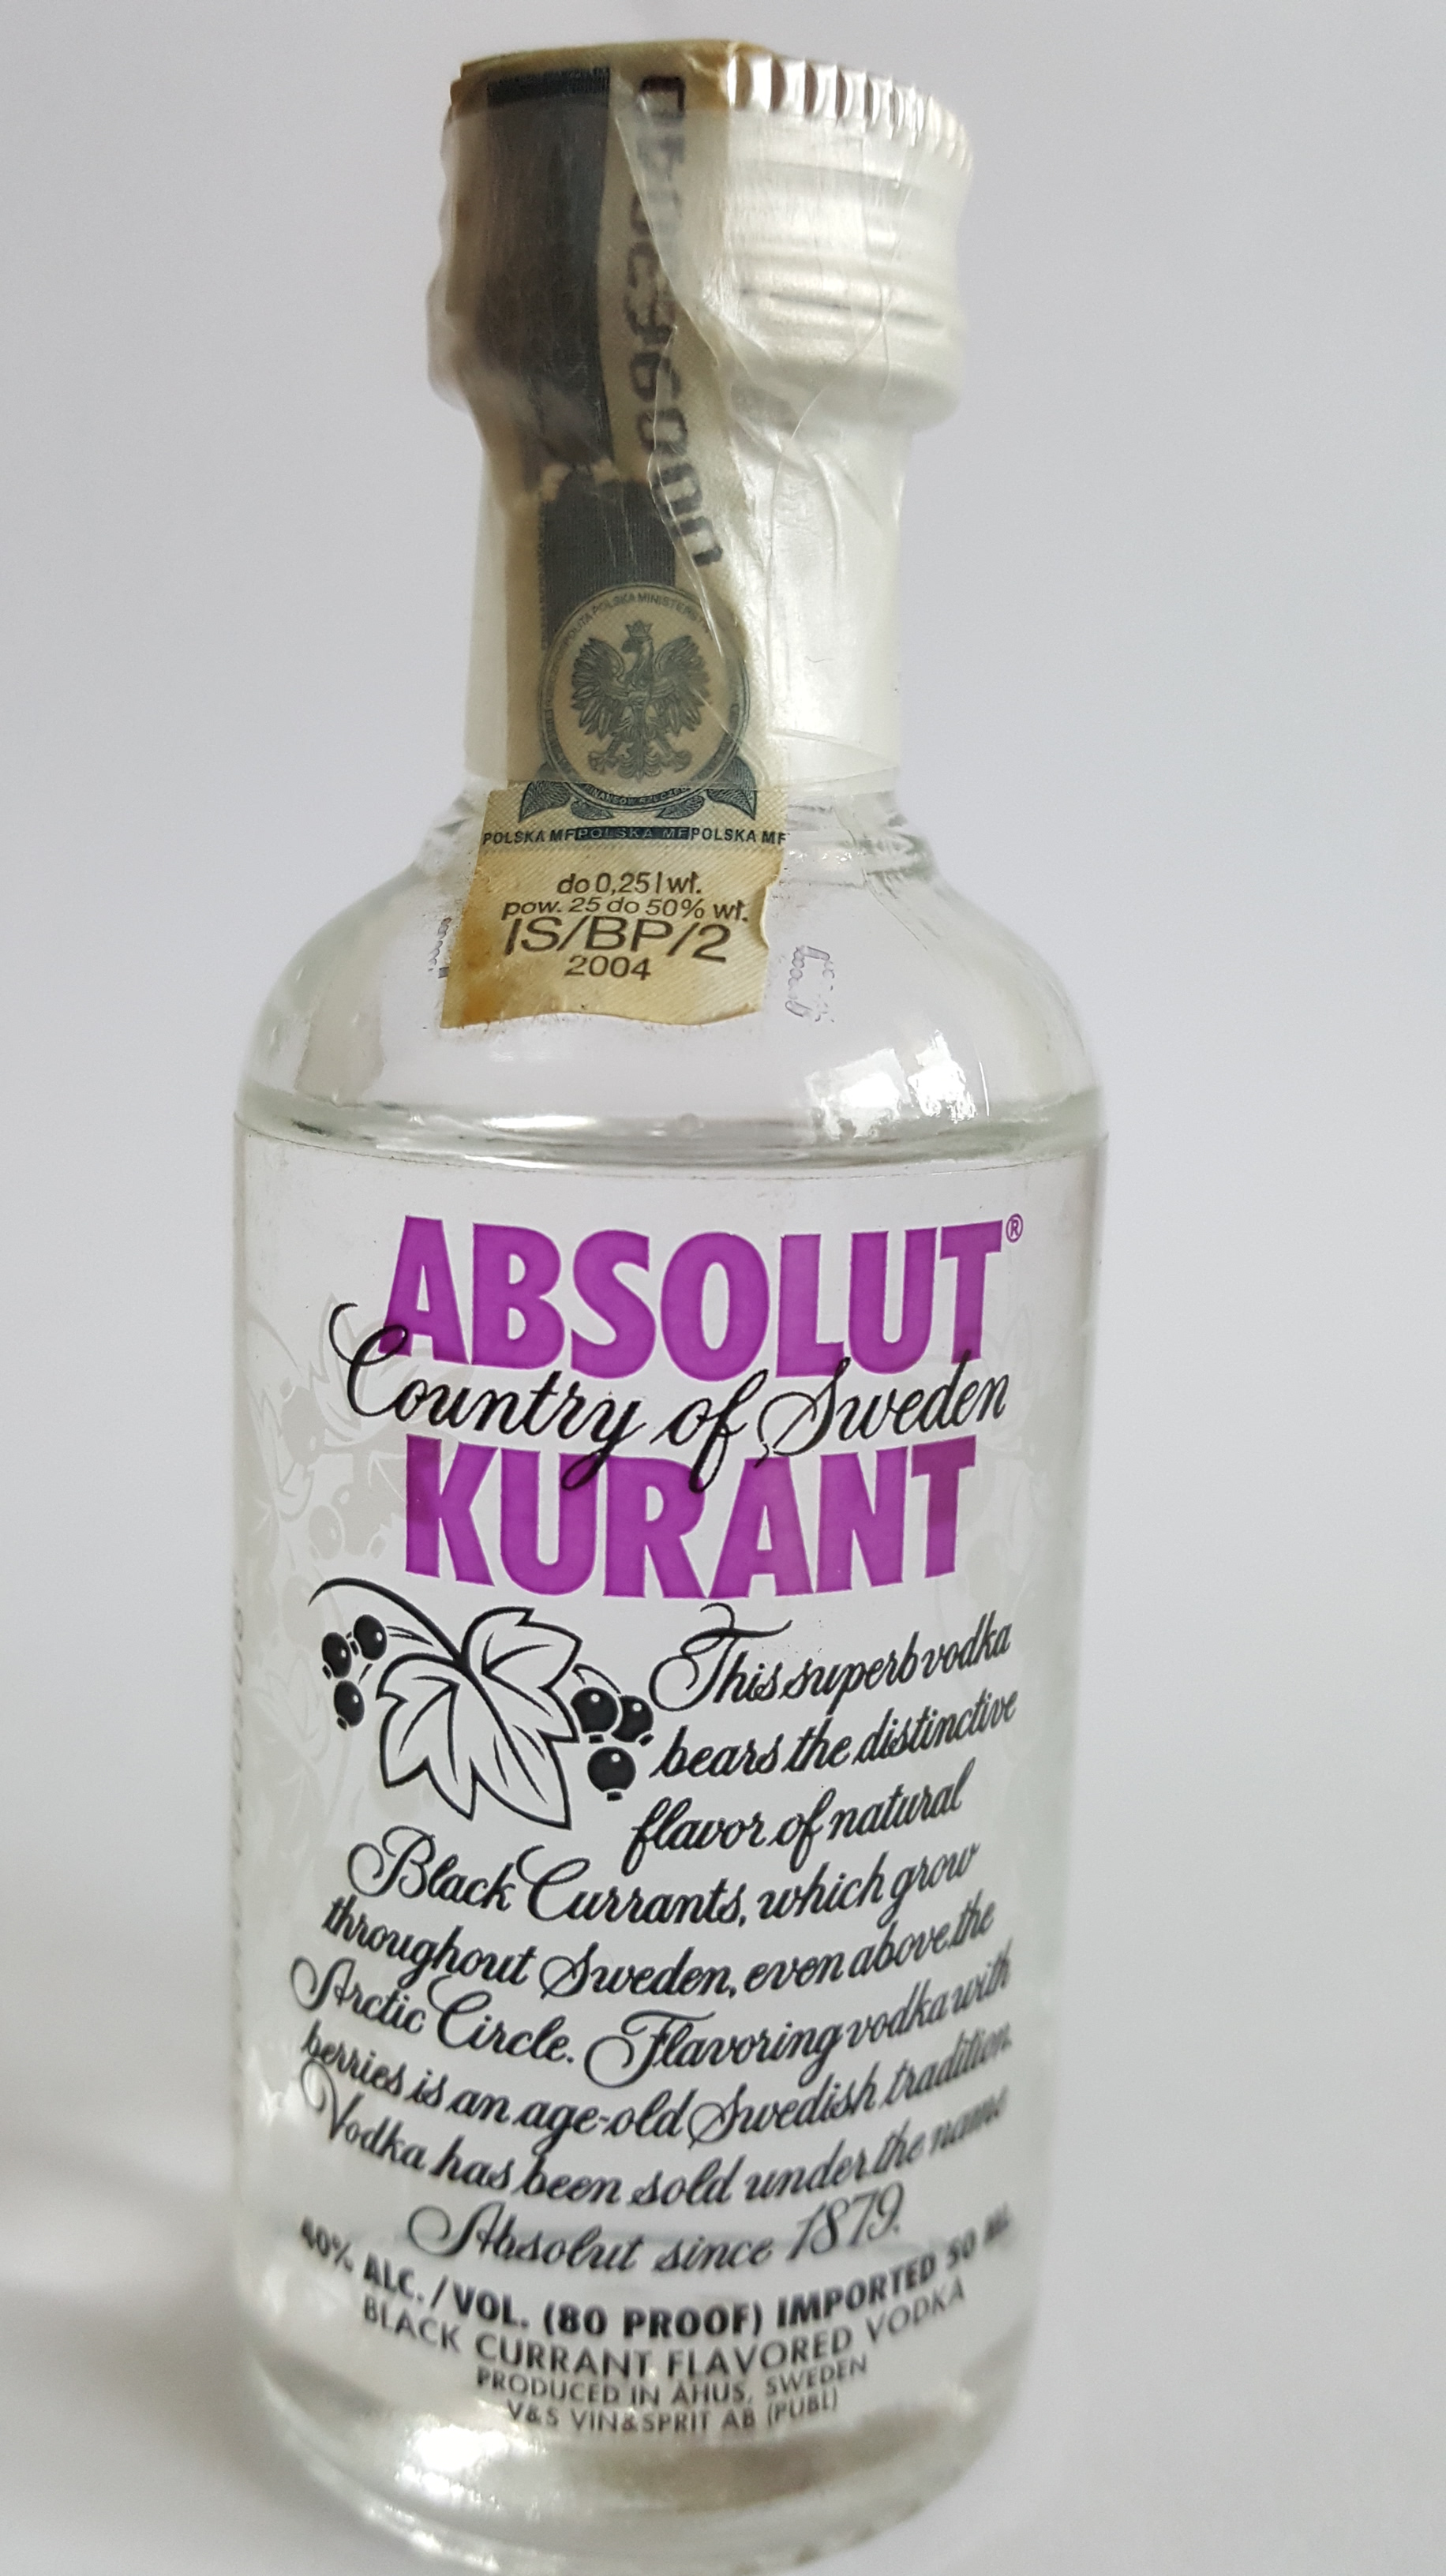 POLSKA MF POLSKA MF POLSKA MF
do 0,25 l wł.
pow. 25 do 50% wł.
IS/BP/2
2004
ABSOLUT®
Country of Sweden
KURANT
This superb vodka
bears the distinctive
flavor of natural
Black Currants, which grow
throughout Sweden, even above the
Arctic Circle. Flavoring vodka with
berries is an age-old Swedish tradition.
Vodka has been sold under the name
Absolut since 1879.
40% ALC./VOL. (80 PROOF) IMPORTED 50 ML
BLACK CURRANT FLAVORED VODKA
PRODUCED IN AHUS, SWEDEN
V&S VIN&SPRIT AB (PUBL)